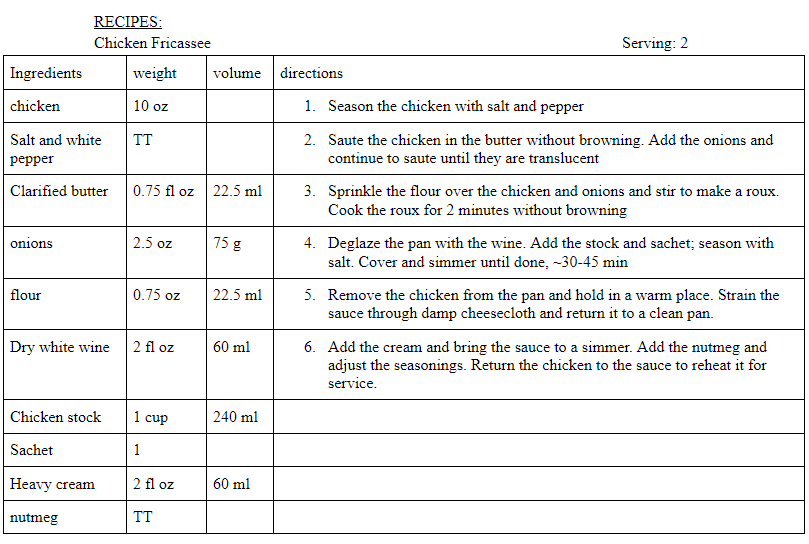 RECIPES:
Chicken Fricassee Serving: 2
Ingredients weight volume directions
chicken 10 oz 1. Season the chicken with salt and pepper
Salt and white pepper TT 2. Saute the chicken in the butter without browning. Add the onions and
continue to saute until they are translucent
Clarified butter 0.75 fl oz 22.5 ml 3. Sprinkle the flour over the chicken and onions and stir to make a roux.
Cook the roux for 2 minutes without browning
onions 2.5 oz 75 g 4. Deglaze the pan with the wine. Add the stock and sachet; season with
salt. Cover and simmer until done, ~30-45 min
flour 0.75 oz 22.5 ml 5. Remove the chicken from the pan and hold in a warm place. Strain the
sauce through damp cheesecloth and return it to a clean pan.
Dry white wine 2 fl oz 60 ml 6. Add the cream and bring the sauce to a simmer. Add the nutmeg and
adjust the seasonings. Return the chicken to the sauce to reheat it for
service.
Chicken stock 1 cup 240 ml
Sachet 1
Heavy cream 2 fl oz 60 ml
nutmeg TT